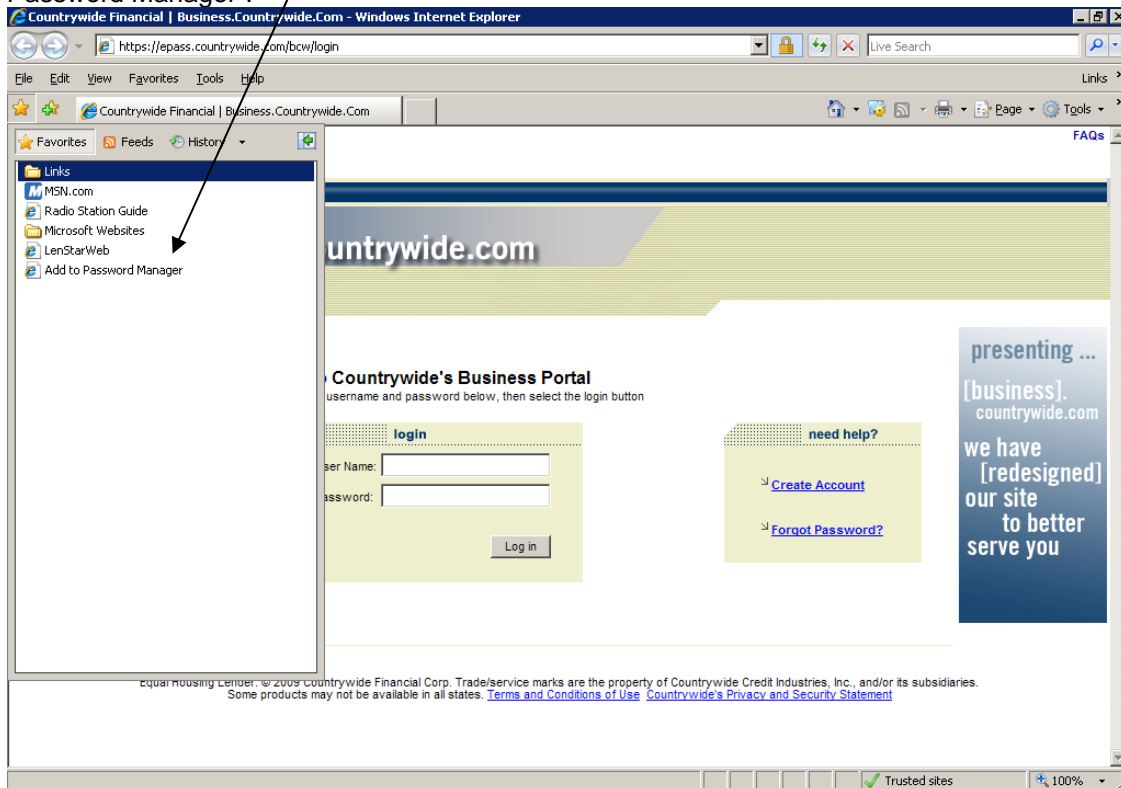 Password Manager".
Countrywide Financial | Business.Countrywide.Com - Windows Internet Explorer
https://epass.countrywide.com/bcw/login
Live Search
File Edit View Favorites Tools Help
Links
Countrywide Financial | Business.Countrywide.Com
Page Tools
Favorites Feeds History
FAQs
Links
MSN.com
Radio Station Guide
Microsoft Websites
LenStarWeb
Add to Password Manager
untrywide.com
Countrywide's Business Portal
username and password below, then select the login button
login
ser Name:
assword:
Log in
need help?
Create Account
Forgot Password?
presenting ...
[business].
countrywide.com
we have
[redesigned]
our site
to better
serve you
Equal Housing Lender. © 2009 Countrywide Financial Corp. Trade/service marks are the property of Countrywide Credit Industries, Inc., and/or its subsidiaries.
Some products may not be available in all states. Terms and Conditions of Use Countrywide's Privacy and Security Statement
Trusted sites
100%